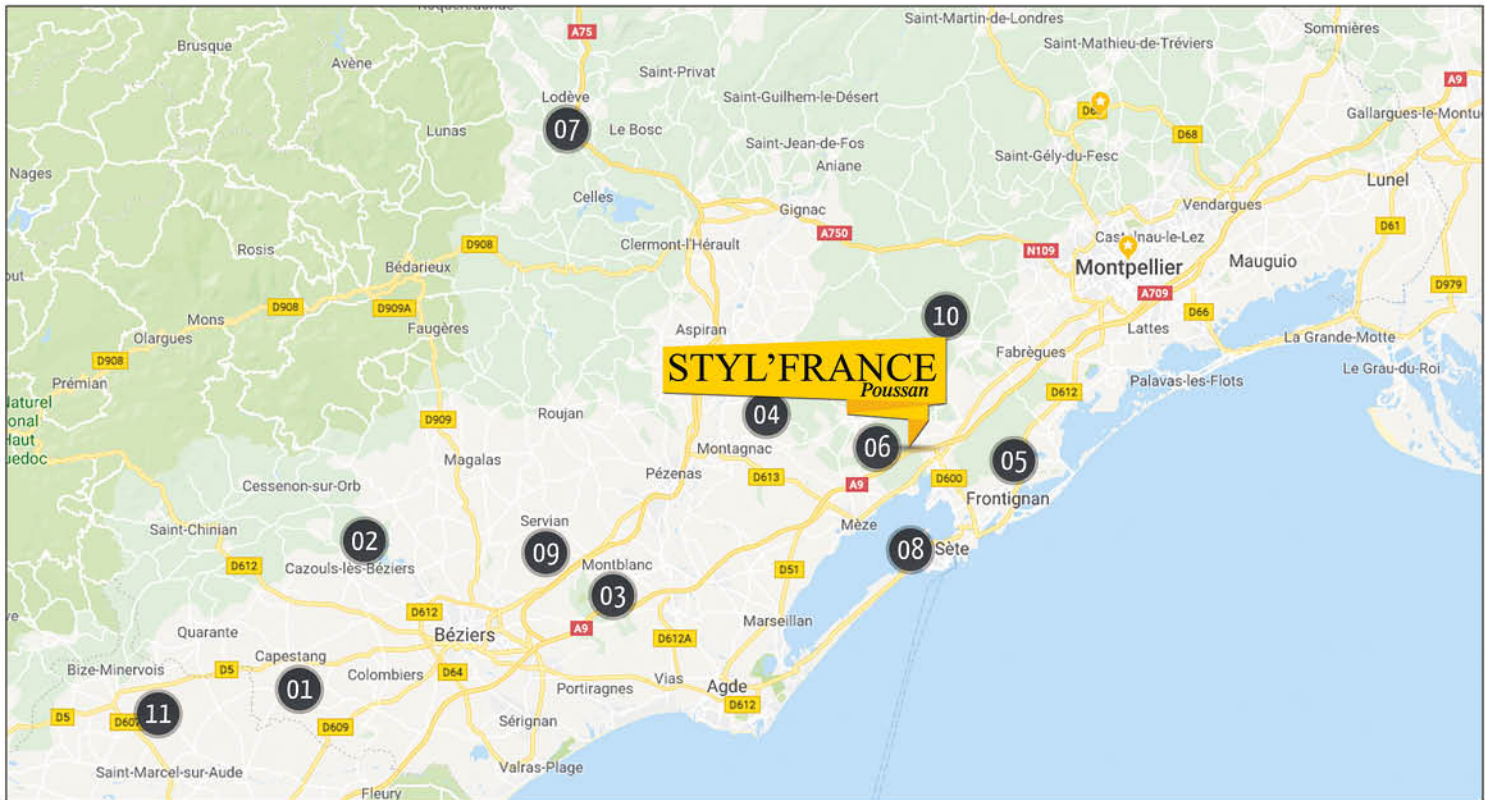 Saint-Martin-de-Londres
Sommières
A75
Brusque
Saint-Mathieu-de-Tréviers
Avène
Saint-Privat
A9
Lodève
Saint-Guilhem-le-Désert
Gallargues-le-Montu
07
Le Bosc
Lunas
D68
Saint-Jean-de-Fos
Saint-Gély-du-Fesc
Aniane
Nages
Lunel
Celles
Gignac
Vendargues
D61
A750
Clermont-l'Hérault
D908
Rosis
N109
Castelnau-le-Lez
Mauguio
Bédarieux
Montpellier
D979
A709
D908
D909A
Mons
D66
10
Faugères
Aspiran
Lattes
Olargues
La Grande-Motte
Fabrègues
D908
STYL'FRANCE
Poussan
Le Grau-du-Roi
Prémian
D612
Palavas-les-Flots
Roujan
04
D909
06
Montagnac
Magalas
05
Pézenas
D613
D600
A9
Cessenon-sur-Orb
Frontignan
Servian
Mèze
Saint-Chinian
02
09
08
Sète
D612
Cazouls-lès-Béziers
Montblanc
D51
03
D612
Quarante
Béziers
A9
D612A
Marseillan
Capestang
Bize-Minervois
D5
Colombiers
D64
Vias
Agde
01
Portiragnes
D612
11
D5
D607
D609
Sérignan
Saint-Marcel-sur-Aude
Valras-Plage
Fleury